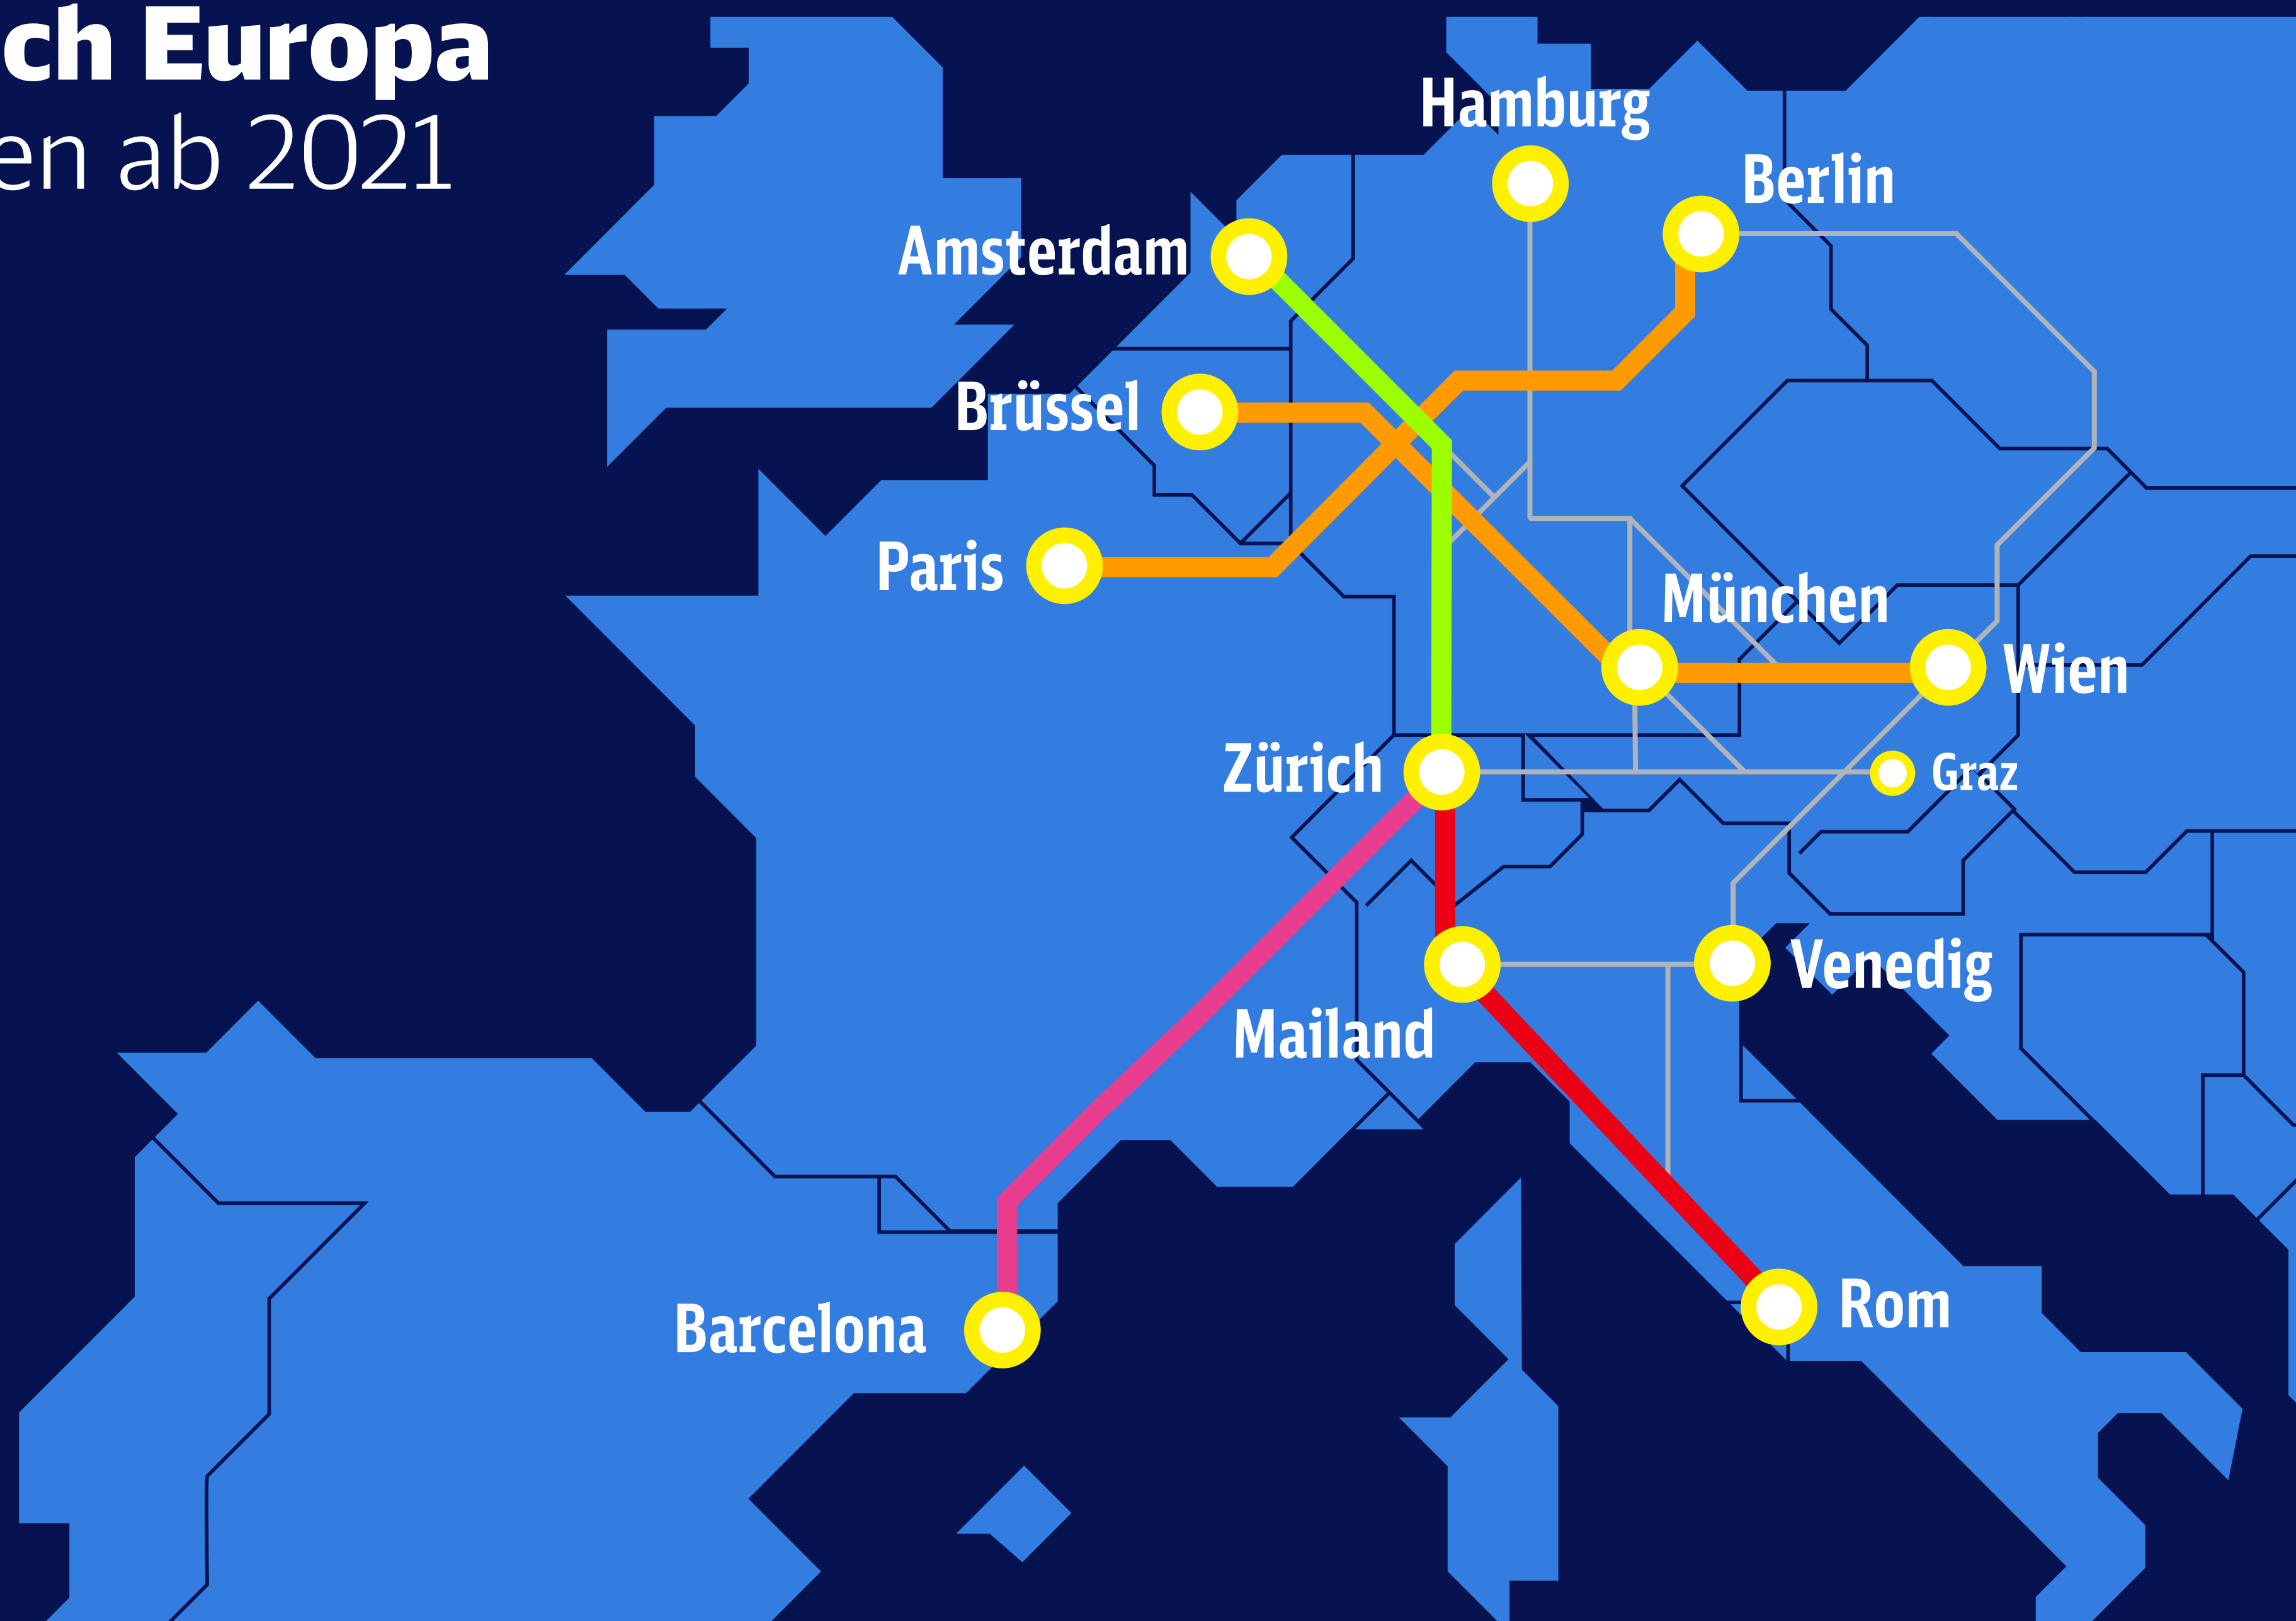 ch Europa
en ab 2021
Hamburg
Berlin
Amsterdam
Brüssel
Paris
München
Wien
Zürich
Graz
Venedig
Mailand
Rom
Barcelona